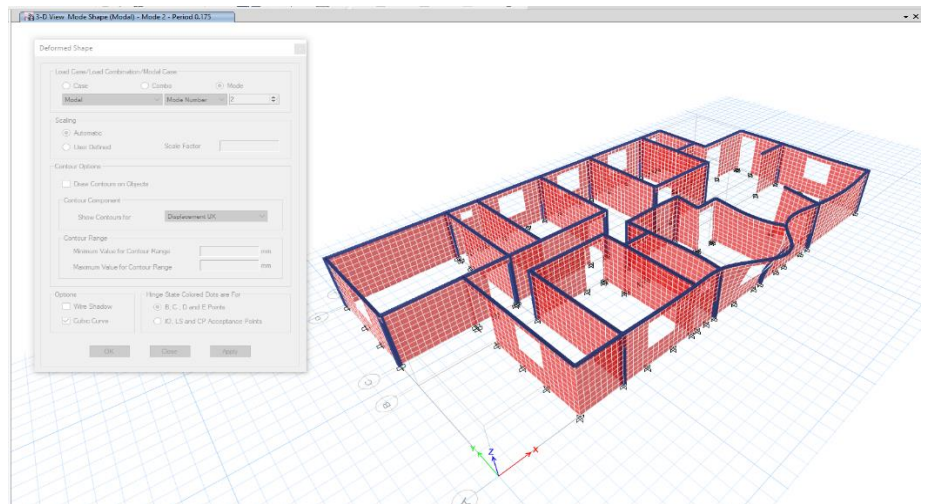 3-D View Mode Shape (Modal) - Mode 2 - Period 0.175
Deformed Shape
Load Case/Load Combination/Modal Case
Case
Combo
Mode
Modal
Mode Number
2
Scaling
Automatic
User Defined
Scale Factor
Contour Options
Draw Contours on Objects
Contour Component
Show Contours for
Displacement UX
Contour Range
Minimum Value for Contour Range
mm
Maximum Value for Contour Range
mm
Options
Wire Shadow
Cubic Curve
Hinge State Colored Dots are For
B, C, D and E Points
IO, LS and CP Acceptance Points
OK
Close
Apply
D
C
B
Y
Z
X